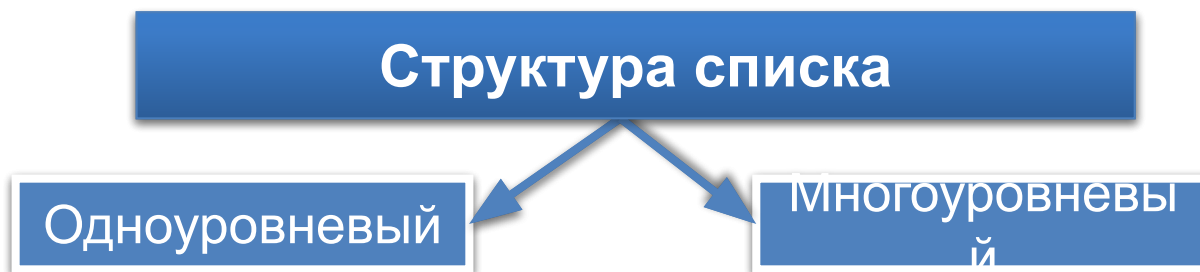 Структура списка
Одноуровневый
Многоуровневы
й